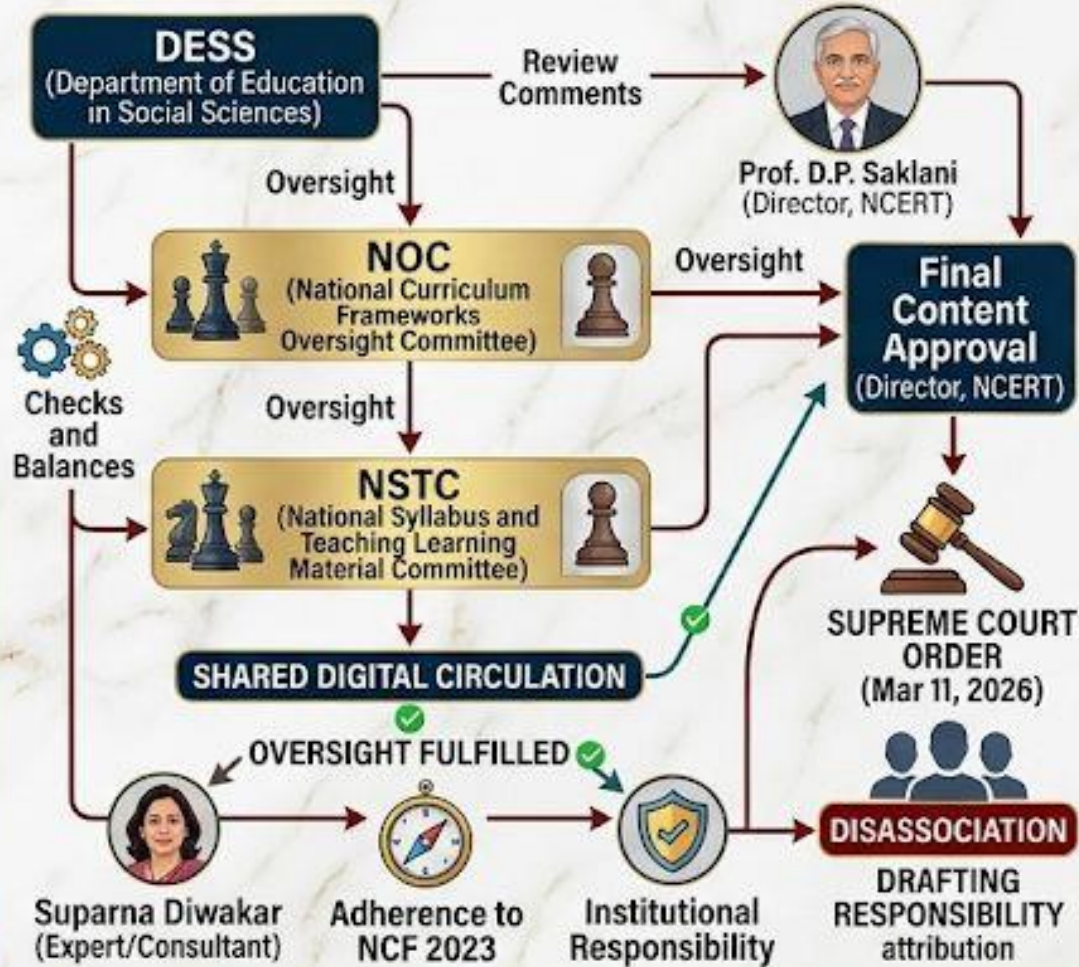 DESS
(Department of Education
in Social Sciences)
Review
Comments
Prof. D.P. Saklani
(Director, NCERT)
Oversight
NOC
(National Curriculum
Frameworks
Oversight Committee)
Oversight
Final
Content
Approval
(Director, NCERT)
Checks
and
Balances
Oversight
NSTC
(National Syllabus and
Teaching Learning
Material Committee)
SHARED DIGITAL CIRCULATION
SUPREME COURT
ORDER
(Mar 11, 2026)
OVERSIGHT FULFILLED
Suparna Diwakar
(Expert/Consultant)
Adherence to
NCF 2023
Institutional
Responsibility
DISASSOCIATION
DRAFTING
RESPONSIBILITY
attribution